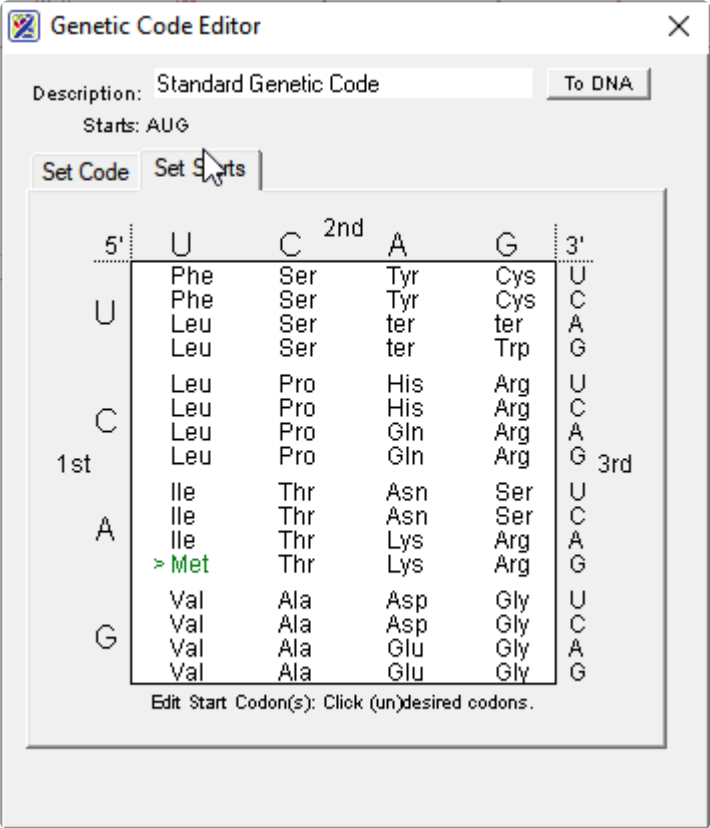 Genetic Code Editor
Description: Standard Genetic Code To DNA
Starts: AUG
Set Code Set Starts
2nd
5' U C A G 3'
Phe Ser Tyr Cys U
Phe Ser Tyr Cys C
U
Leu Ser ter ter A
Leu Ser ter Trp G
Leu Pro His Arg U
Leu Pro His Arg C
C
Leu Pro Gln Arg A
Leu Pro Gln Arg G
1st 3rd
Ile Thr Asn Ser U
Ile Thr Asn Ser C
A
Ile Thr Lys Arg A
> Met Thr Lys Arg G
Val Ala Asp Gly U
Val Ala Asp Gly C
G
Val Ala Glu Gly A
Val Ala Glu Gly G
Edit Start Codon(s): Click (un)desired codons.